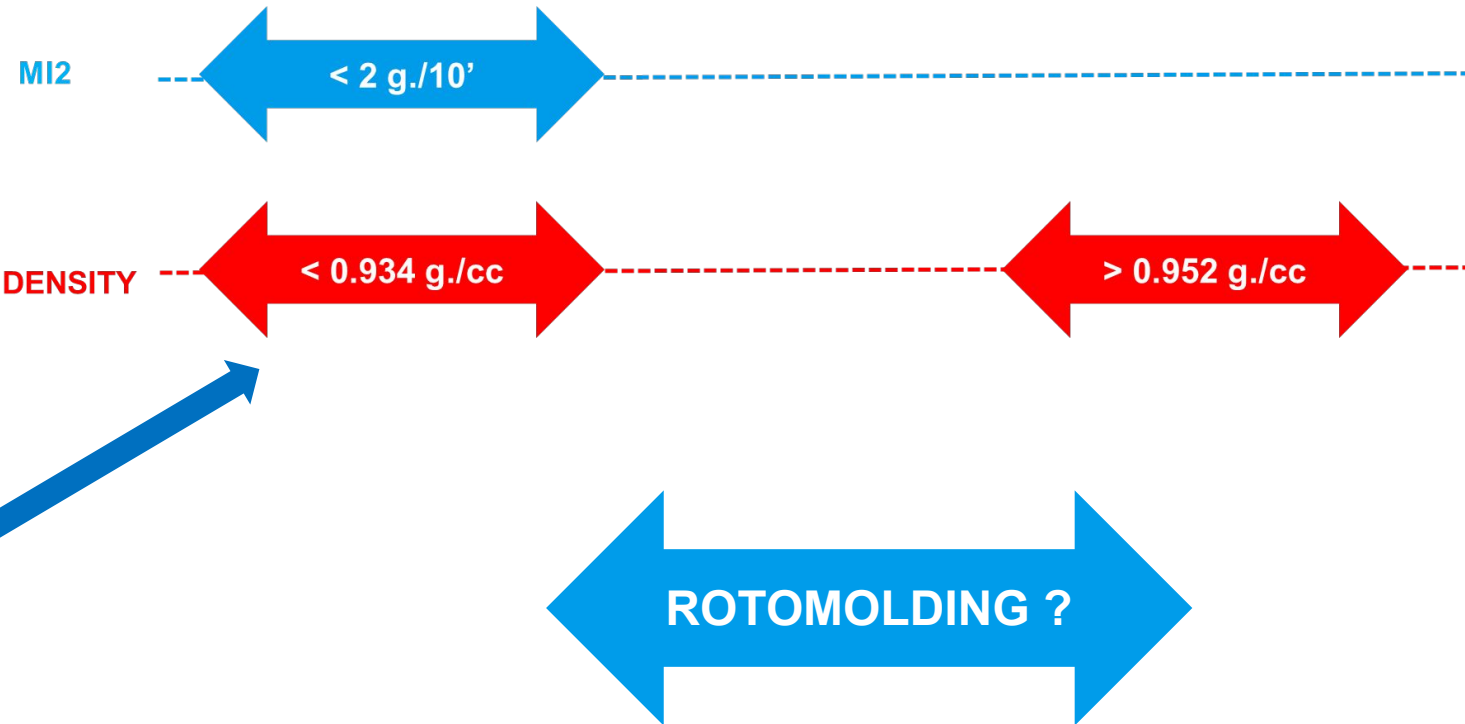 MI2
< 2 g./10’
DENSITY
< 0.934 g./cc
> 0.952 g./cc
ROTOMOLDING ?